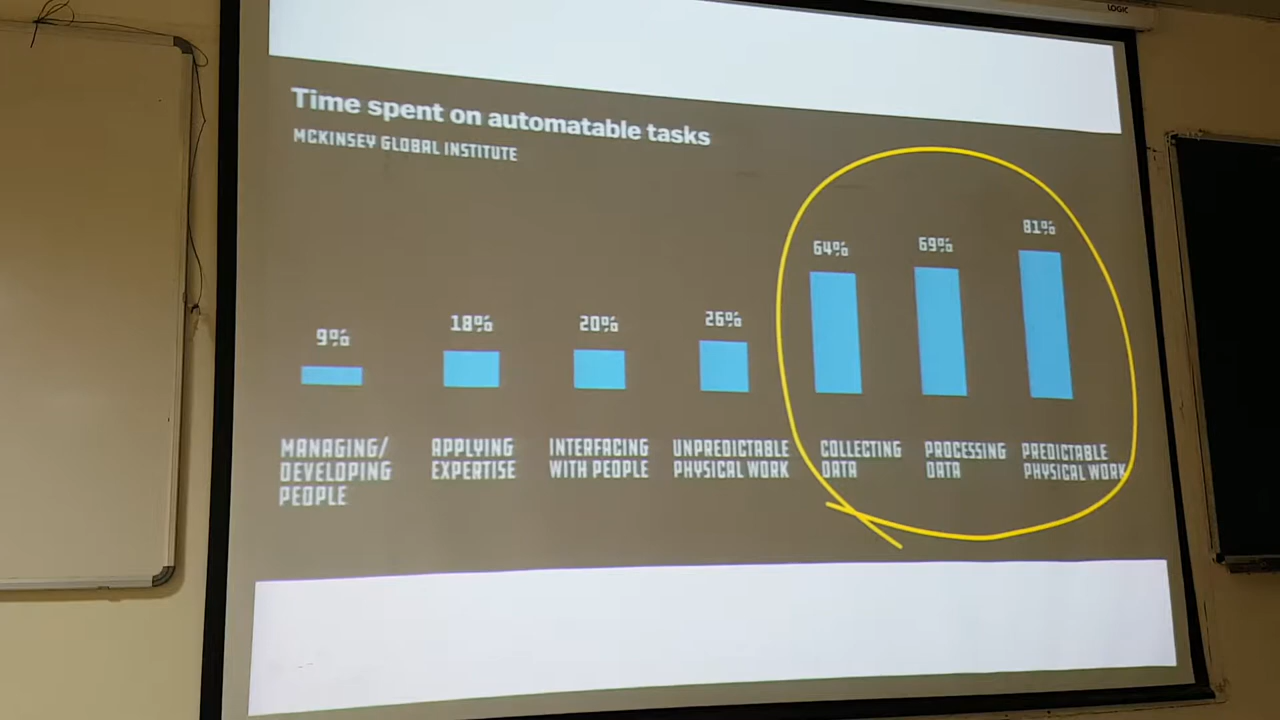 LOGIC
Time spent on automatable tasks
MCKINSEY GLOBAL INSTITUTE
9%
18%
20%
26%
64%
69%
81%
MANAGING/
DEVELOPING
PEOPLE
APPLYING
EXPERTISE
INTERFACING
WITH PEOPLE
UNPREDICTABLE
PHYSICAL WORK
COLLECTING
DATA
PROCESSING
DATA
PREDICTABLE
PHYSICAL WORK